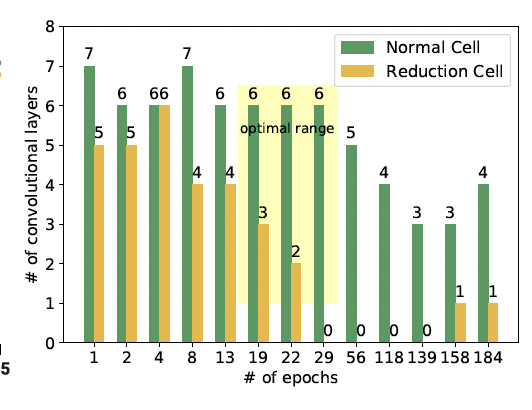 8
7
6
5
4
3
2
1
0
# of convolutional layers
Normal Cell
Reduction Cell
optimal range
7 5 6 5 6 6 7 4 6 4 6 3 6 2 6 0 5 0 4 0 3 0 3 1 4 1
1 2 4 8 13 19 22 29 56 118 139 158 184
# of epochs
5